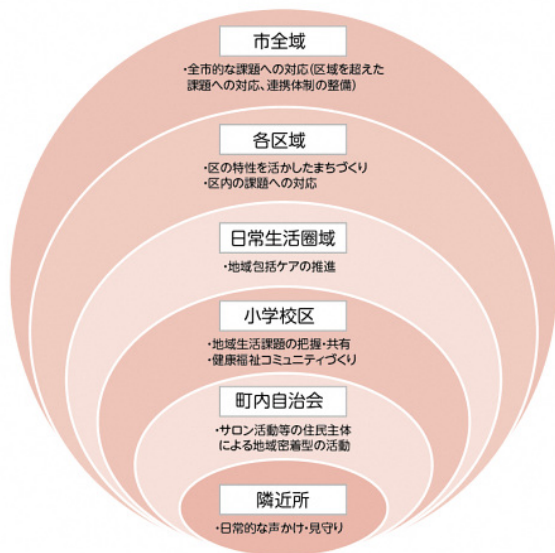 市全域
・全市的な課題への対応(区域を超えた
課題への対応、連携体制の整備)
各区域
・区の特性を活かしたまちづくり
・区内の課題への対応
日常生活圏域
・地域包括ケアの推進
小学校区
・地域生活課題の把握・共有
・健康福祉コミュニティづくり
町内自治会
・サロン活動等の住民主体
による地域密着型の活動
隣近所
・日常的な声かけ・見守り